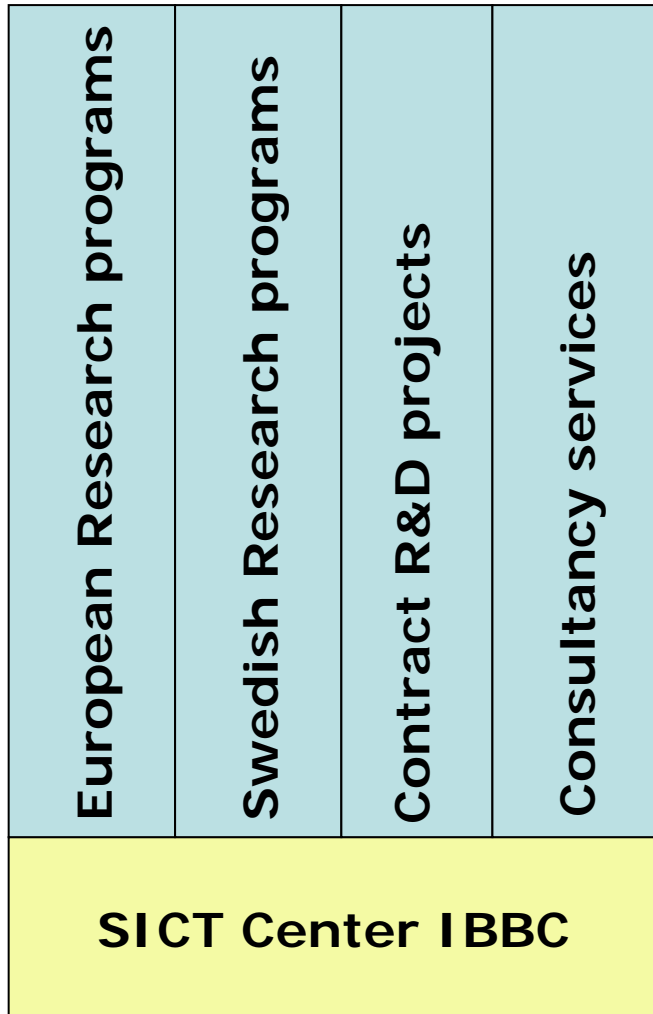 European Research programs
Swedish Research programs
Contract R&D projects
Consultancy services
SICT Center IBBC